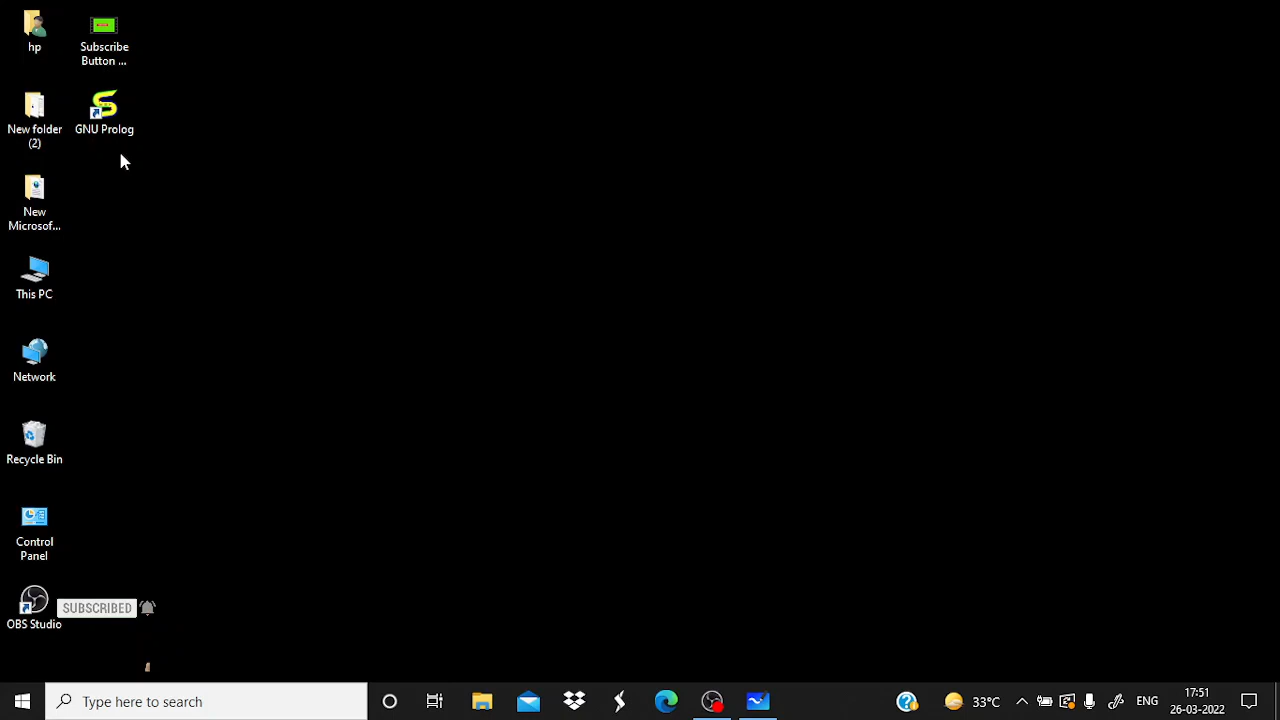 hp
Subscribe
Button ...
New folder
(2)
GNU Prolog
New
Microsof...
This PC
Network
Recycle Bin
Control
Panel
OBS Studio
SUBSCRIBED
Type here to search
33°C
ENG
17:51
26-03-2022